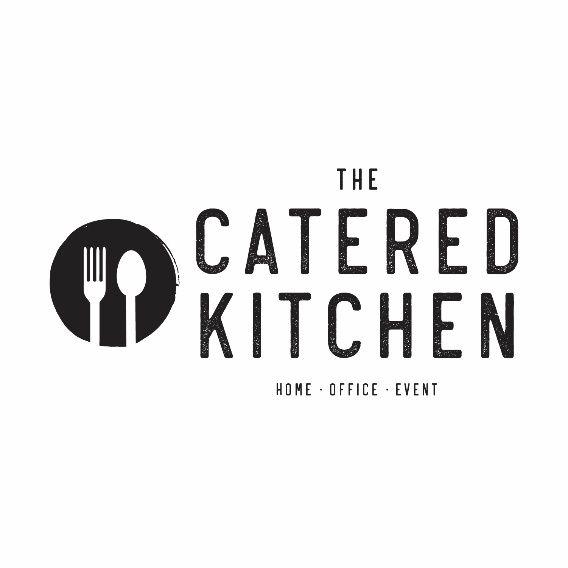 THE
CATERED
KITCHEN
HOME · OFFICE · EVENT